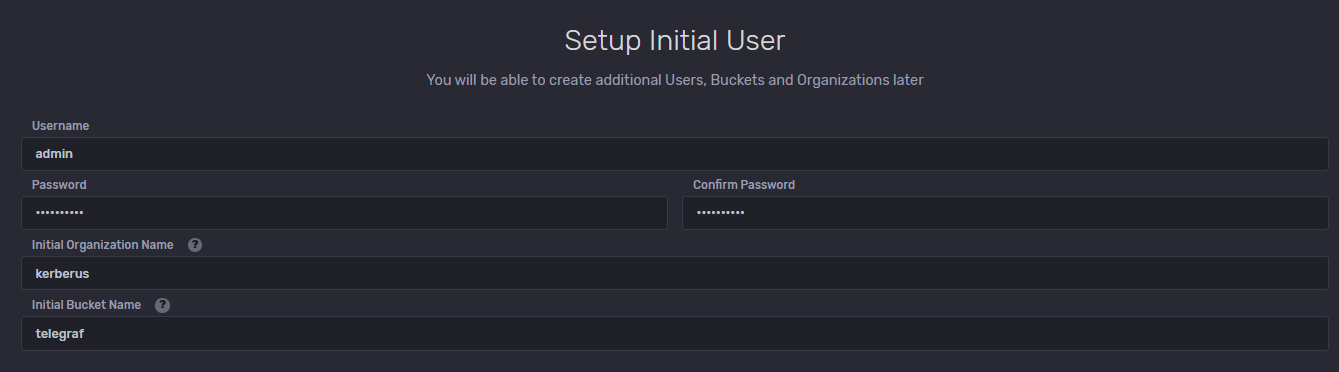 Setup Initial User
You will be able to create additional Users, Buckets and Organizations later
Username
admin
Password Confirm Password
•••••••••• ••••••••••
Initial Organization Name ?
kerberus
Initial Bucket Name ?
telegraf